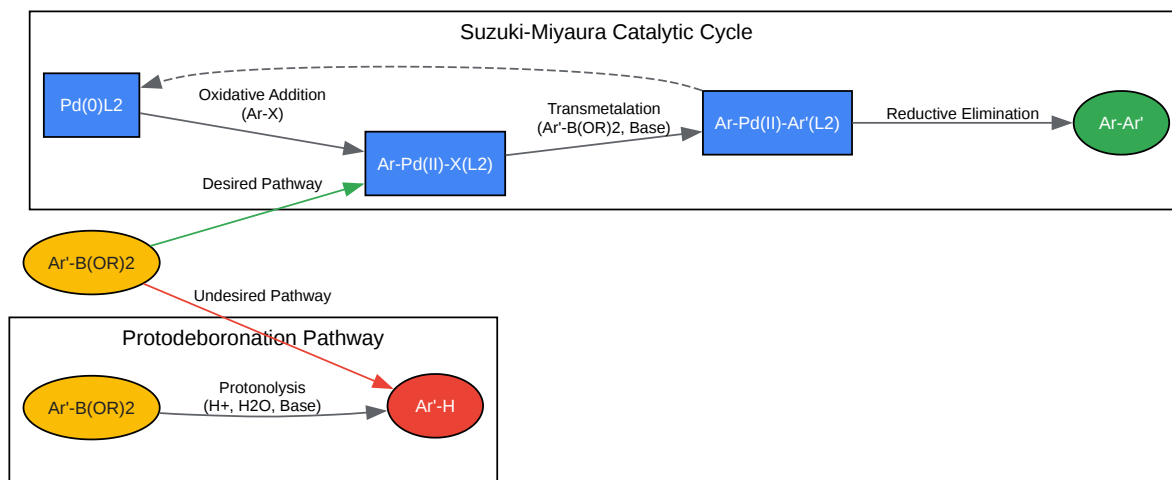 Suzuki-Miyaura Catalytic Cycle
Pd(0)L2
Oxidative Addition
(Ar-X)
Ar-Pd(II)-X(L2)
Transmetalation
(Ar'-B(OR)2, Base)
Ar-Pd(II)-Ar'(L2)
Reductive Elimination
Ar-Ar'
Desired Pathway
Ar'-B(OR)2
Undesired Pathway
Protodeboronation Pathway
Ar'-B(OR)2
Protonolysis
(H+, H2O, Base)
Ar'-H